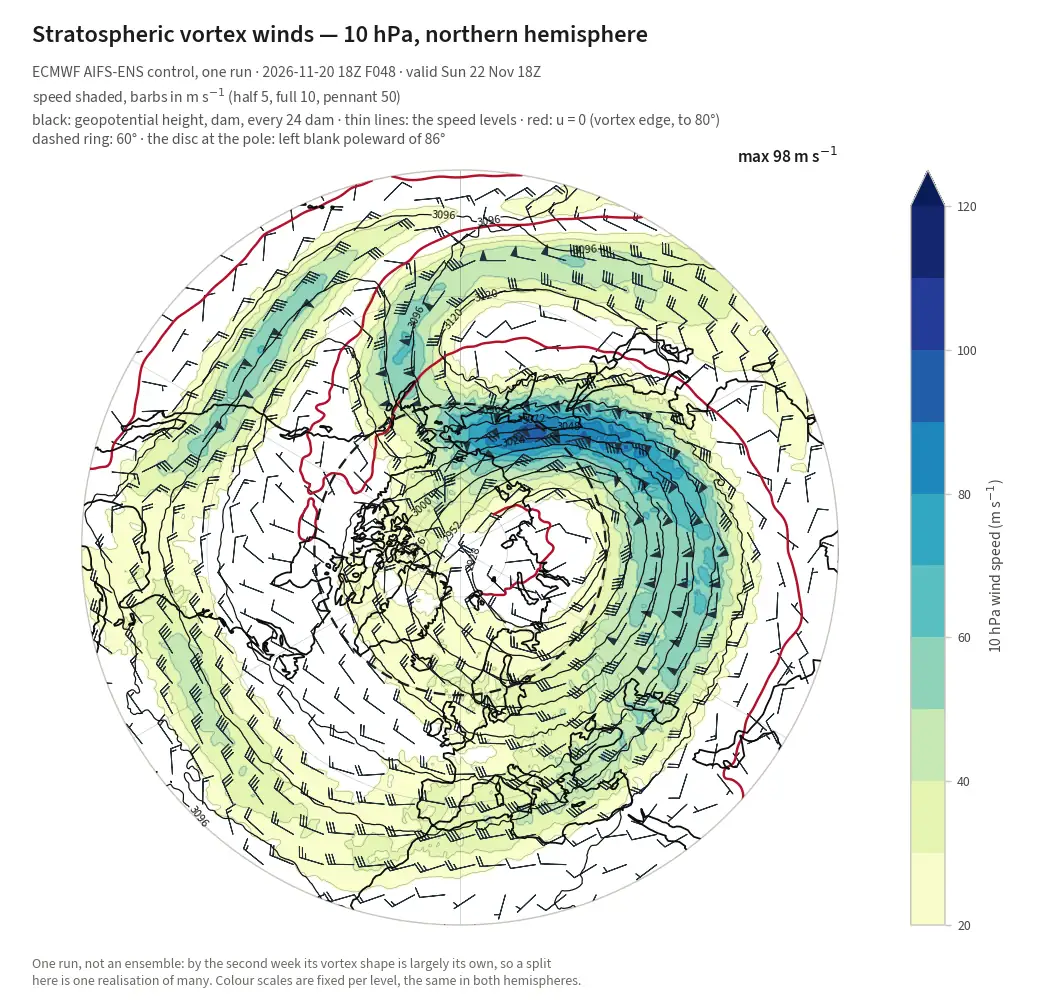 Stratospheric vortex winds — 10 hPa, northern hemisphere
ECMWF AIFS-ENS control, one run · 2026-11-20 18Z F048 · valid Sun 22 Nov 18Z
speed shaded, barbs in m s⁻¹ (half 5, full 10, pennant 50)
black: geopotential height, dam, every 24 dam · thin lines: the speed levels · red: u = 0 (vortex edge, to 80°)
dashed ring: 60° · the disc at the pole: left blank poleward of 86°
max 98 m s⁻¹
120
100
80
60
40
20
10 hPa wind speed (m s⁻¹)
3096
3096
3096
3120
3120
3096
3048
3000
3096
One run, not an ensemble: by the second week its vortex shape is largely its own, so a split
here is one realisation of many. Colour scales are fixed per level, the same in both hemispheres.